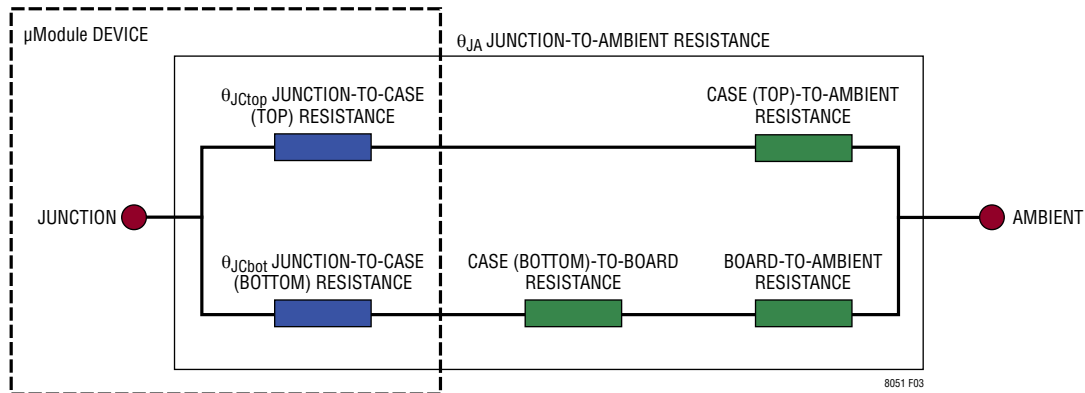 µModule DEVICE
θJA JUNCTION-TO-AMBIENT RESISTANCE
θJCtop JUNCTION-TO-CASE
(TOP) RESISTANCE
CASE (TOP)-TO-AMBIENT
RESISTANCE
JUNCTION
AMBIENT
θJCbot JUNCTION-TO-CASE
(BOTTOM) RESISTANCE
CASE (BOTTOM)-TO-BOARD
RESISTANCE
BOARD-TO-AMBIENT
RESISTANCE
8051 F03